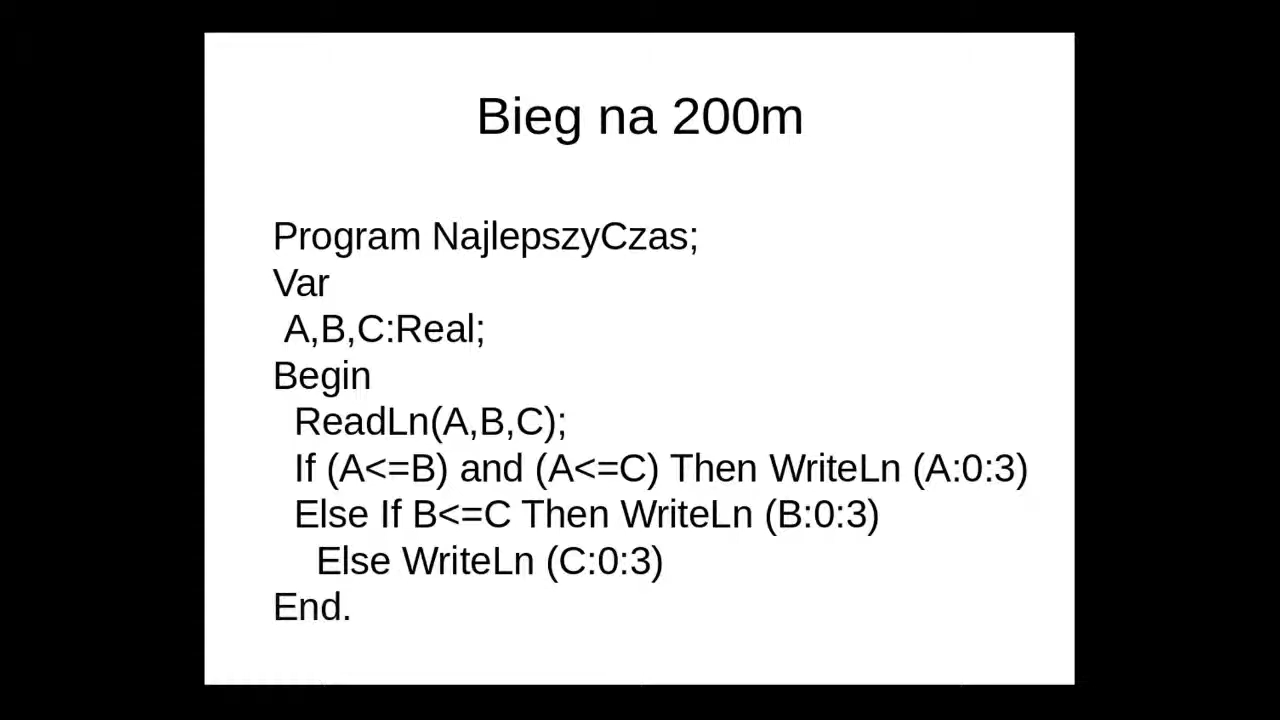 Bieg na 200m
Program NajlepszyCzas;
Var
A,B,C:Real;
Begin
ReadLn(A,B,C);
If (A<=B) and (A<=C) Then WriteLn (A:0:3)
Else If B<=C Then WriteLn (B:0:3)
Else WriteLn (C:0:3)
End.